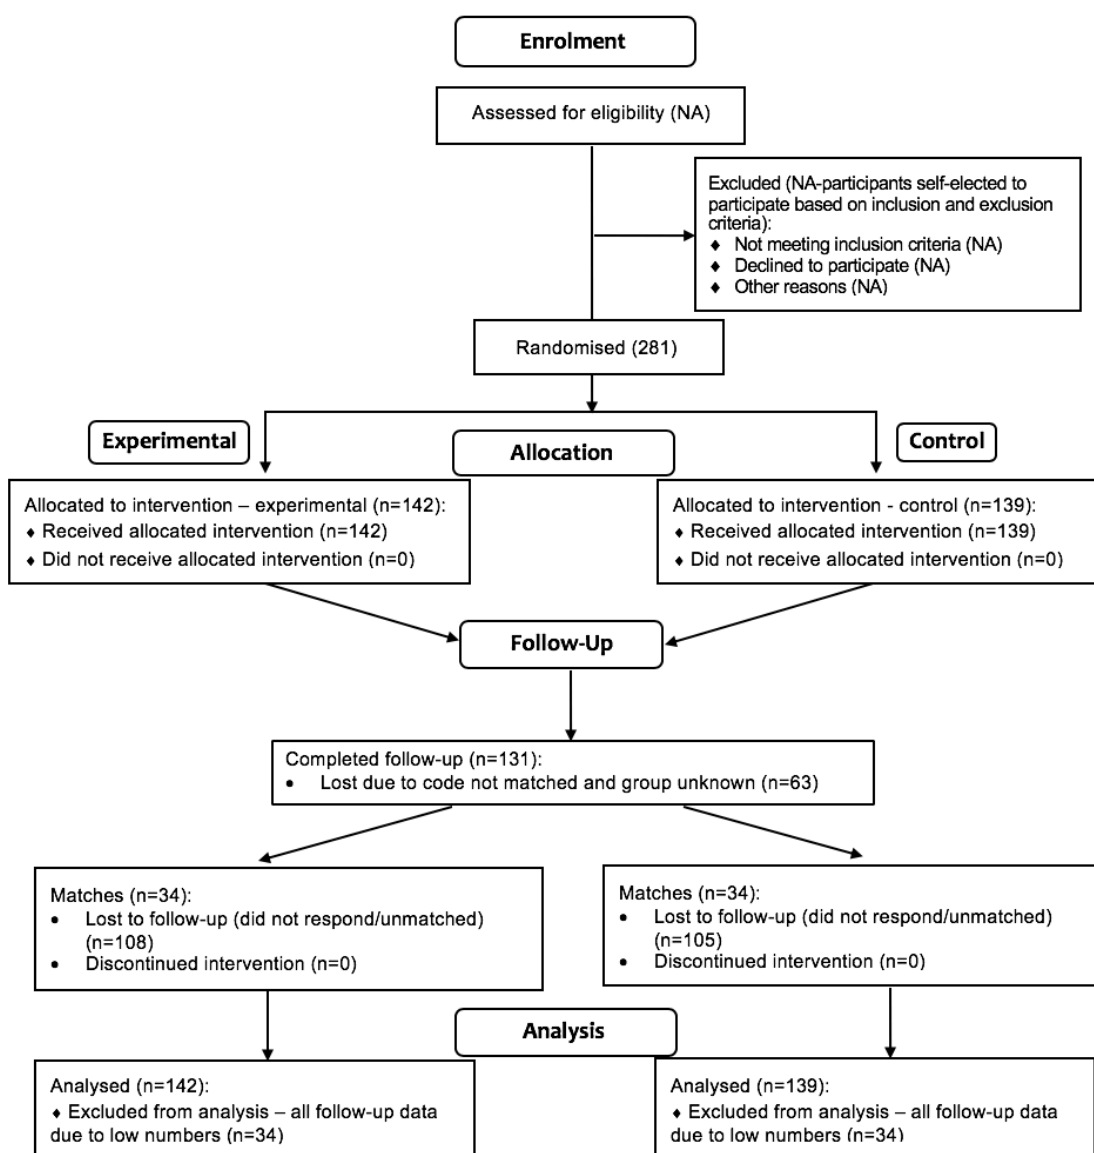 Enrolment
Assessed for eligibility (NA)
Excluded (NA-participants self-elected to
participate based on inclusion and exclusion
criteria):
♦ Not meeting inclusion criteria (NA)
♦ Declined to participate (NA)
♦ Other reasons (NA)
Randomised (281)
Experimental
Allocation
Control
Allocated to intervention – experimental (n=142):
♦ Received allocated intervention (n=142)
♦ Did not receive allocated intervention (n=0)
Allocated to intervention - control (n=139):
♦ Received allocated intervention (n=139)
♦ Did not receive allocated intervention (n=0)
Follow-Up
Completed follow-up (n=131):
• Lost due to code not matched and group unknown (n=63)
Matches (n=34):
• Lost to follow-up (did not respond/unmatched)
(n=108)
• Discontinued intervention (n=0)
Matches (n=34):
• Lost to follow-up (did not respond/unmatched)
(n=105)
• Discontinued intervention (n=0)
Analysis
Analysed (n=142):
♦ Excluded from analysis – all follow-up data
due to low numbers (n=34)
Analysed (n=139):
♦ Excluded from analysis – all follow-up data
due to low numbers (n=34)